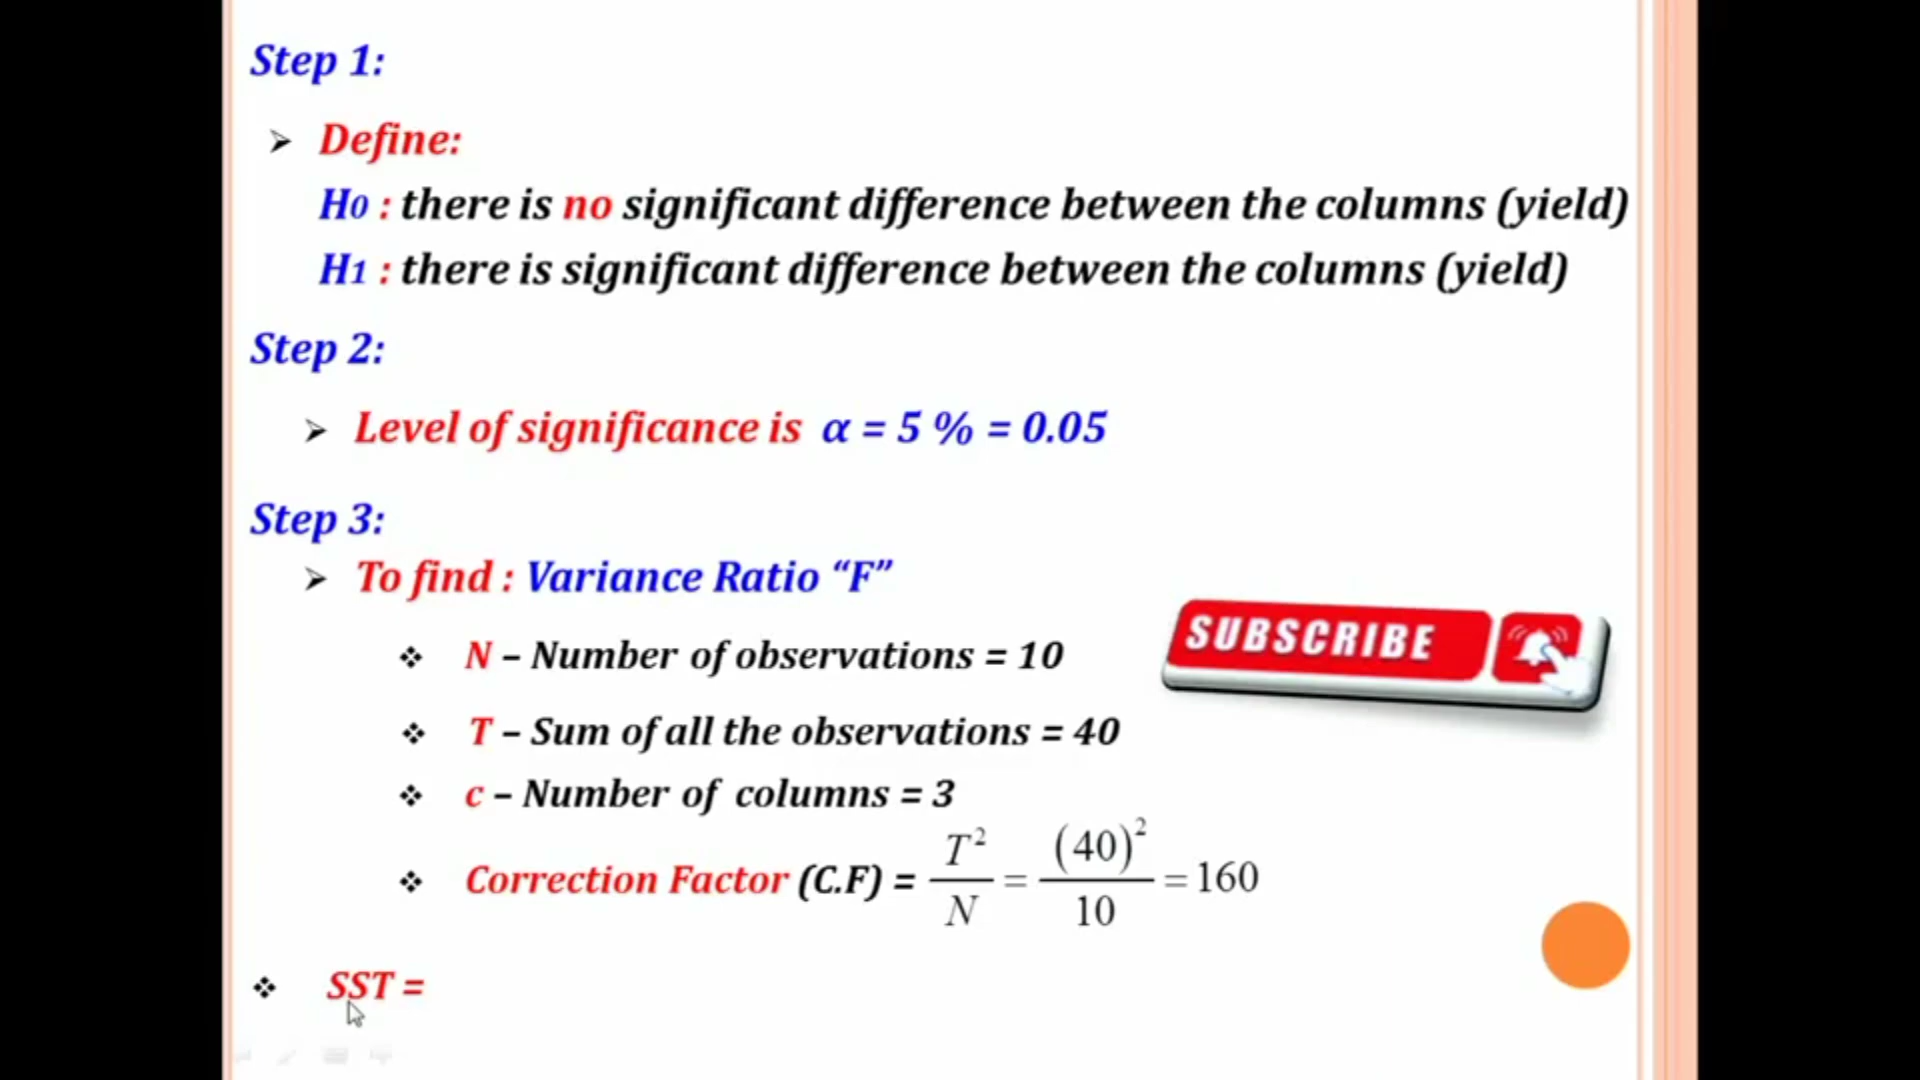 Step 1:
➢ Define:
H0 : there is no significant difference between the columns (yield)
H1 : there is significant difference between the columns (yield)
Step 2:
➢ Level of significance is α = 5 % = 0.05
Step 3:
➢ To find : Variance Ratio “F”
❖ N – Number of observations = 10
SUBSCRIBE
❖ T – Sum of all the observations = 40
❖ c – Number of columns = 3
❖ Correction Factor (C.F) = T²/N = (40)²/10 = 160
❖ SST =